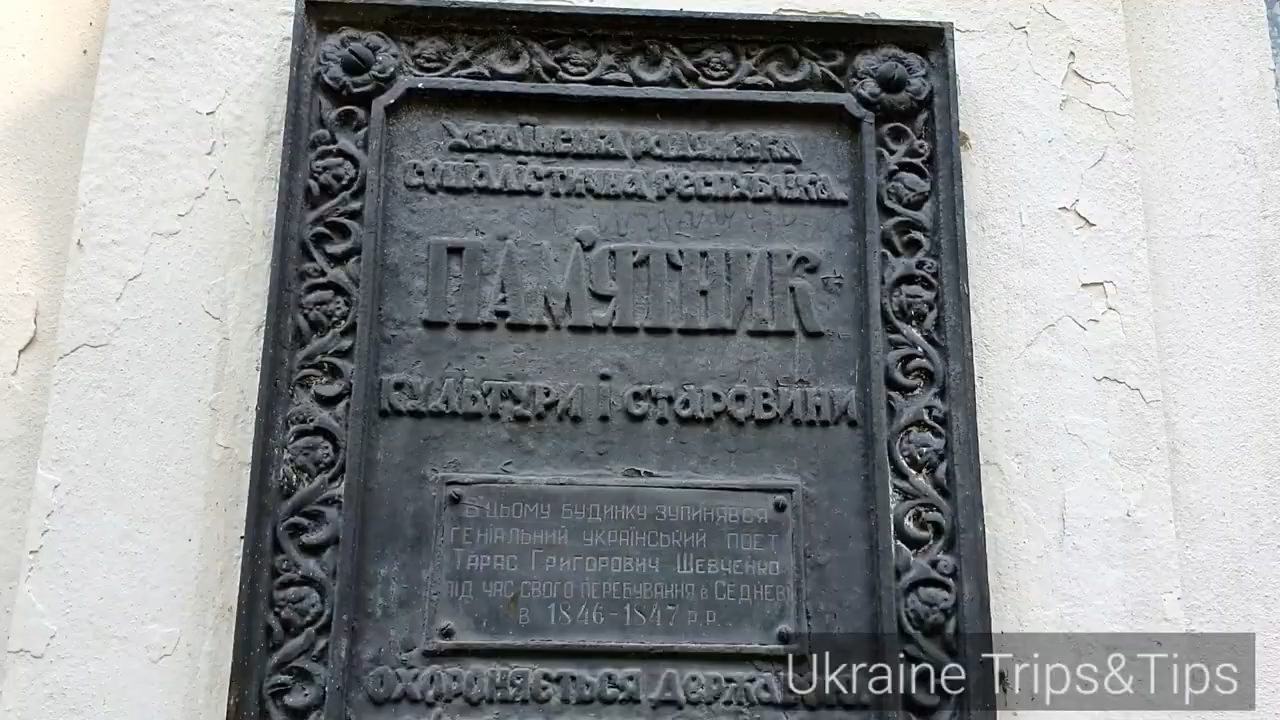 Українська радянська
соціалістична республіка
ПАМ'ЯТНИК
культури і старовини
В цьому будинку зупинявся
геніальний український поет
Тарас Григорович Шевченко
під час свого перебування в Седневі
в 1846-1847 р.р.
охороняється державою
Ukraine Trips&Tips